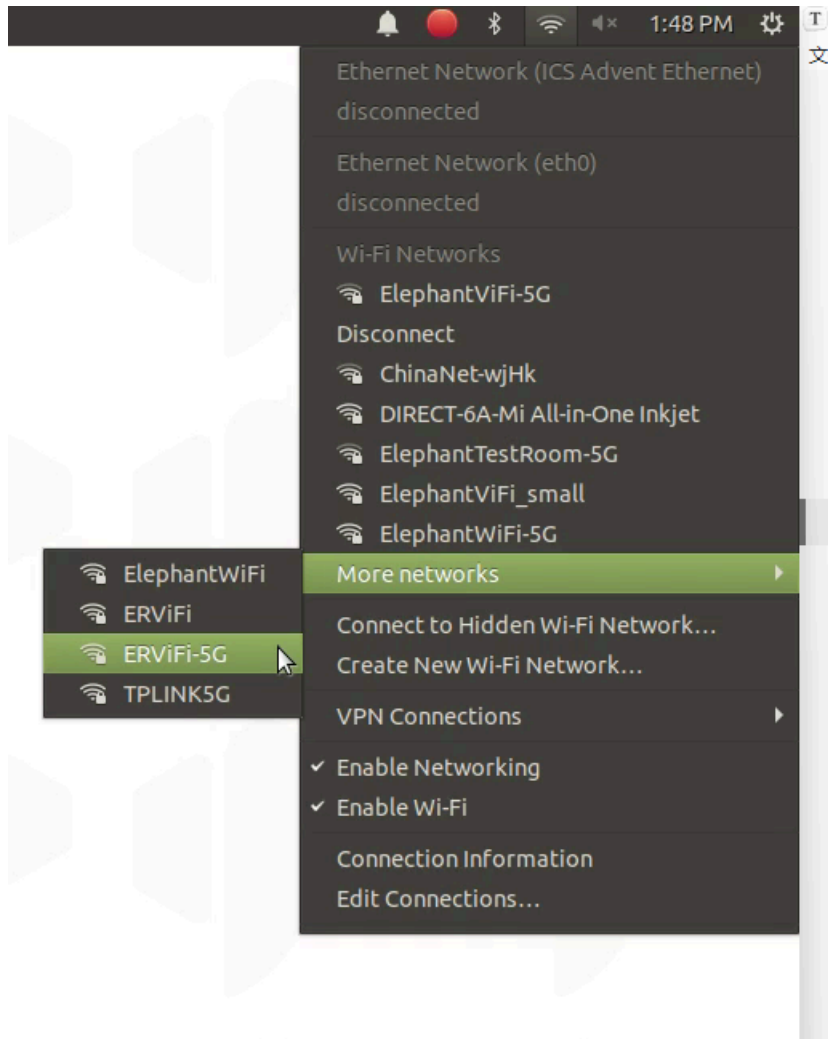 1:48 PM
T
文
Ethernet Network (ICS Advent Ethernet)
disconnected
Ethernet Network (eth0)
disconnected
Wi-Fi Networks
ElephantViFi-5G
Disconnect
ChinaNet-wjHk
DIRECT-6A-Mi All-in-One Inkjet
ElephantTestRoom-5G
ElephantViFi_small
ElephantWiFi-5G
More networks
ElephantWiFi
ERViFi
ERViFi-5G
TPLINK5G
Connect to Hidden Wi-Fi Network…
Create New Wi-Fi Network…
VPN Connections
Enable Networking
Enable Wi-Fi
Connection Information
Edit Connections…